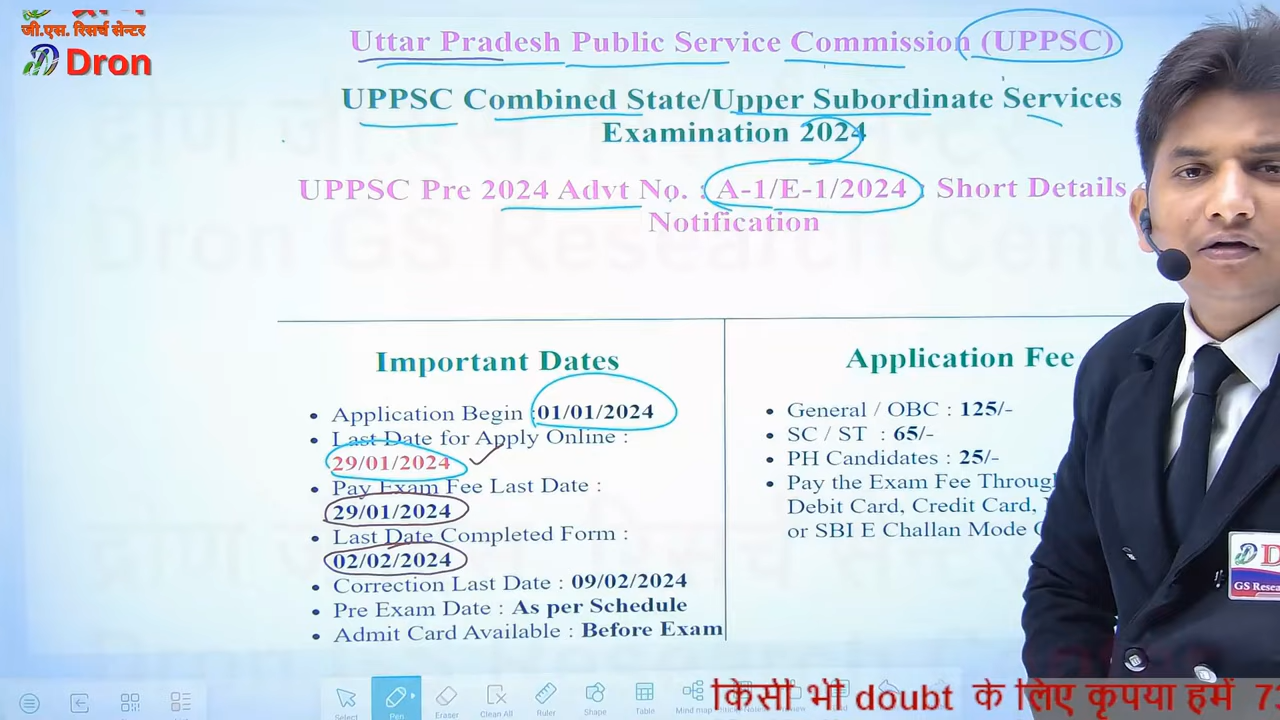 जी.एस. रिसर्च सेन्टर
Dron
Uttar Pradesh Public Service Commission (UPPSC)
UPPSC Combined State/Upper Subordinate Services
Examination 2024
UPPSC Pre 2024 Advt No. : A-1/E-1/2024 : Short Details
Notification
Important Dates
Application Begin : 01/01/2024
Last Date for Apply Online :
29/01/2024
Pay Exam Fee Last Date :
29/01/2024
Last Date Completed Form :
02/02/2024
Correction Last Date : 09/02/2024
Pre Exam Date : As per Schedule
Admit Card Available : Before Exam
Application Fee
General / OBC : 125/-
SC / ST : 65/-
PH Candidates : 25/-
Pay the Exam Fee Through
Debit Card, Credit Card,
or SBI E Challan Mode
GS
Select
Pen
Eraser
Clean All
Ruler
Shape
Table
Mind map
किसी भी doubt के लिए कृपया हमें